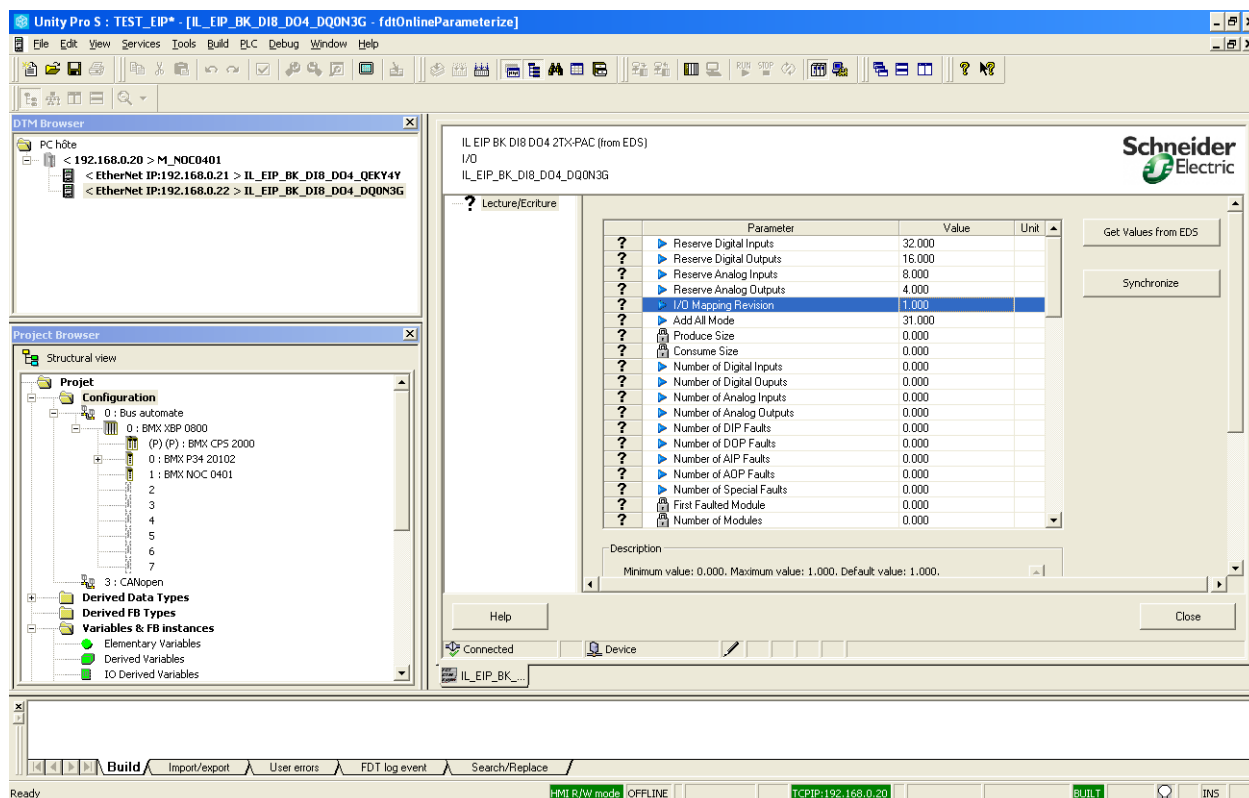 Unity Pro S : TEST_EIP* - [IL_EIP_BK_DI8_DO4_DQ0N3G - fdtOnlineParameterize]
File Edit View Services Tools Build PLC Debug Window Help
RUN STOP
DTM Browser
PC hôte
< 192.168.0.20 > M_NOC0401
< EtherNet IP:192.168.0.21 > IL_EIP_BK_DI8_DO4_QEKY4Y
< EtherNet IP:192.168.0.22 > IL_EIP_BK_DI8_DO4_DQ0N3G
Project Browser
Structural view
Projet
Configuration
0 : Bus automate
0 : BMX XBP 0800
(P) (P) : BMX CPS 2000
0 : BMX P34 20102
1 : BMX NOC 0401
2
3
4
5
6
7
3 : CANopen
Derived Data Types
Derived FB Types
Variables & FB instances
Elementary Variables
Derived Variables
IO Derived Variables
IL EIP BK DI8 DO4 2TX-PAC (from EDS)
I/O
IL_EIP_BK_DI8_DO4_DQ0N3G
Schneider
Electric
Lecture/Ecriture
Parameter Value Unit
Reserve Digital Inputs 32.000
Reserve Digital Outputs 16.000
Reserve Analog Inputs 8.000
Reserve Analog Outputs 4.000
I/O Mapping Revision 1.000
Add All Mode 31.000
Produce Size 0.000
Consume Size 0.000
Number of Digital Inputs 0.000
Number of Digital Ouputs 0.000
Number of Analog Inputs 0.000
Number of Analog Outputs 0.000
Number of DIP Faults 0.000
Number of DOP Faults 0.000
Number of AIP Faults 0.000
Number of AOP Faults 0.000
Number of Special Faults 0.000
First Faulted Module 0.000
Number of Modules 0.000
Get Values from EDS
Synchronize
Description
Minimum value: 0.000. Maximum value: 1.000. Default value: 1.000.
Help
Close
Connected Device
IL_EIP_BK_...
Build Import/export User errors FDT log event Search/Replace
Ready HMI R/W mode OFFLINE TCPIP:192.168.0.20 BUILT INS